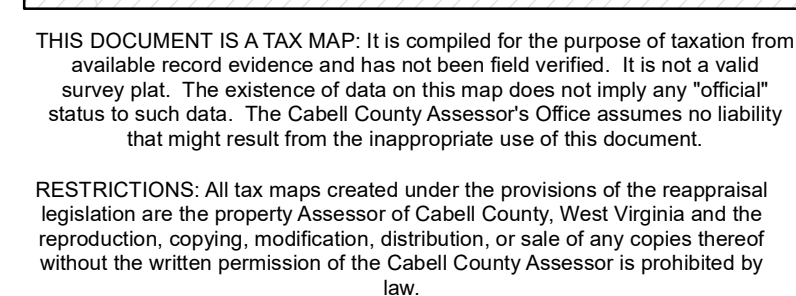 THIS DOCUMENT IS A TAX MAP: It is compiled for the purpose of taxation from
available record evidence and has not been field verified.  It is not a valid
survey plat.  The existence of data on this map does not imply any "official"
status to such data.  The Cabell County Assessor's Office assumes no liability
that might result from the inappropriate use of this document.
RESTRICTIONS: All tax maps created under the provisions of the reappraisal
legislation are the property Assessor of Cabell County, West Virginia and the
reproduction, copying, modification, distribution, or sale of any copies thereof
without the written permission of the Cabell County Assessor is prohibited by
law.